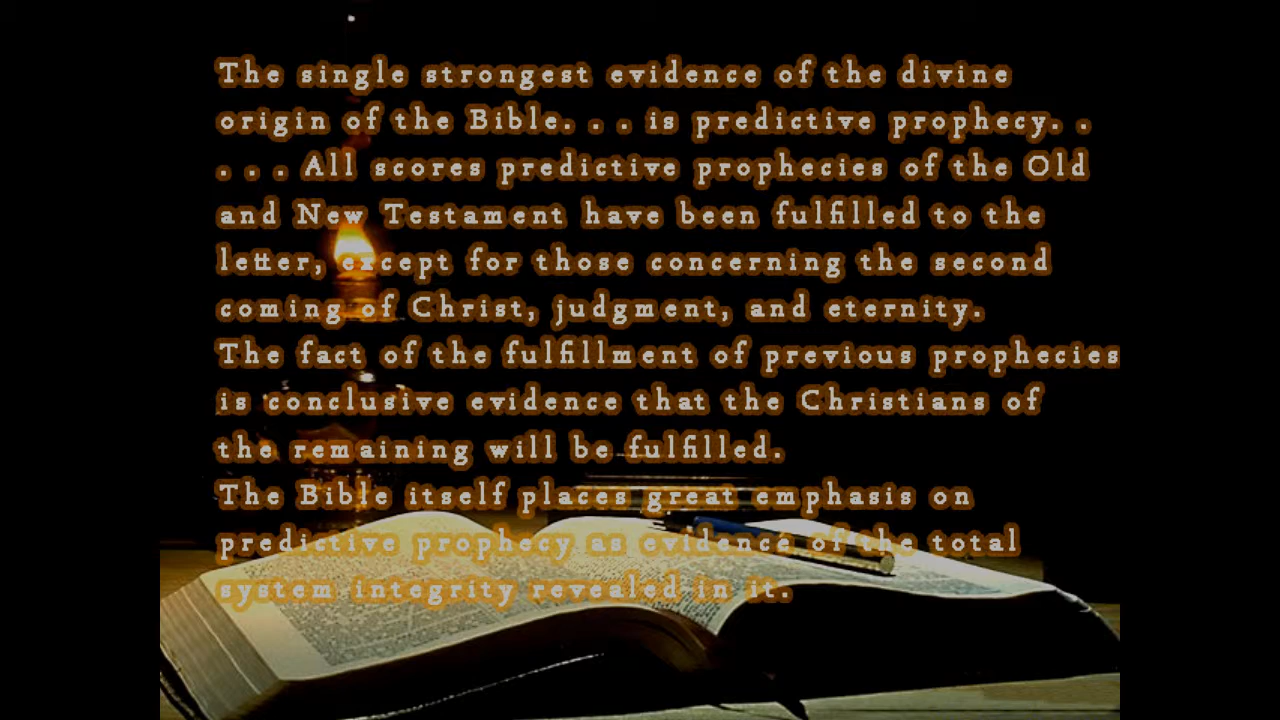 The single strongest evidence of the divine
origin of the Bible. . . is predictive prophecy. .
. . . All scores predictive prophecies of the Old
and New Testament have been fulfilled to the
letter, except for those concerning the second
coming of Christ, judgment, and eternity.
The fact of the fulfillment of previous prophecies
is conclusive evidence that the Christians of
the remaining will be fulfilled.
The Bible itself places great emphasis on
predictive prophecy as evidence of the total
system integrity revealed in it.